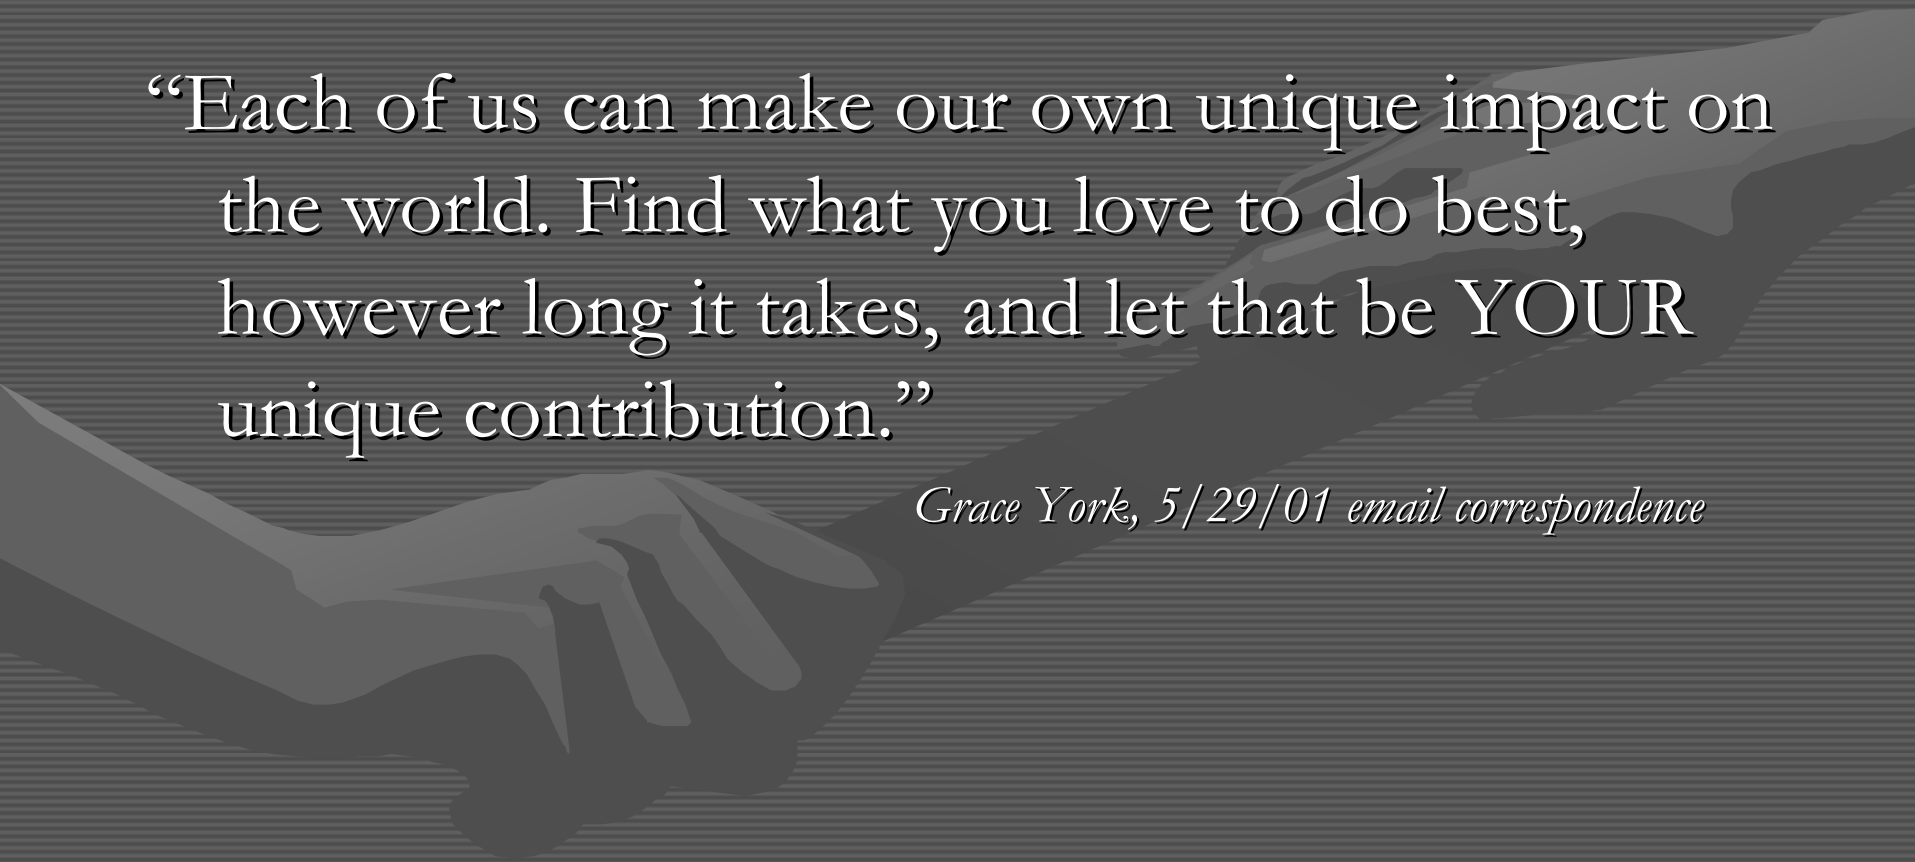 “Each of us can make our own unique impact on
the world. Find what you love to do best,
however long it takes, and let that be YOUR
unique contribution.”
Grace York, 5/29/01 email correspondence